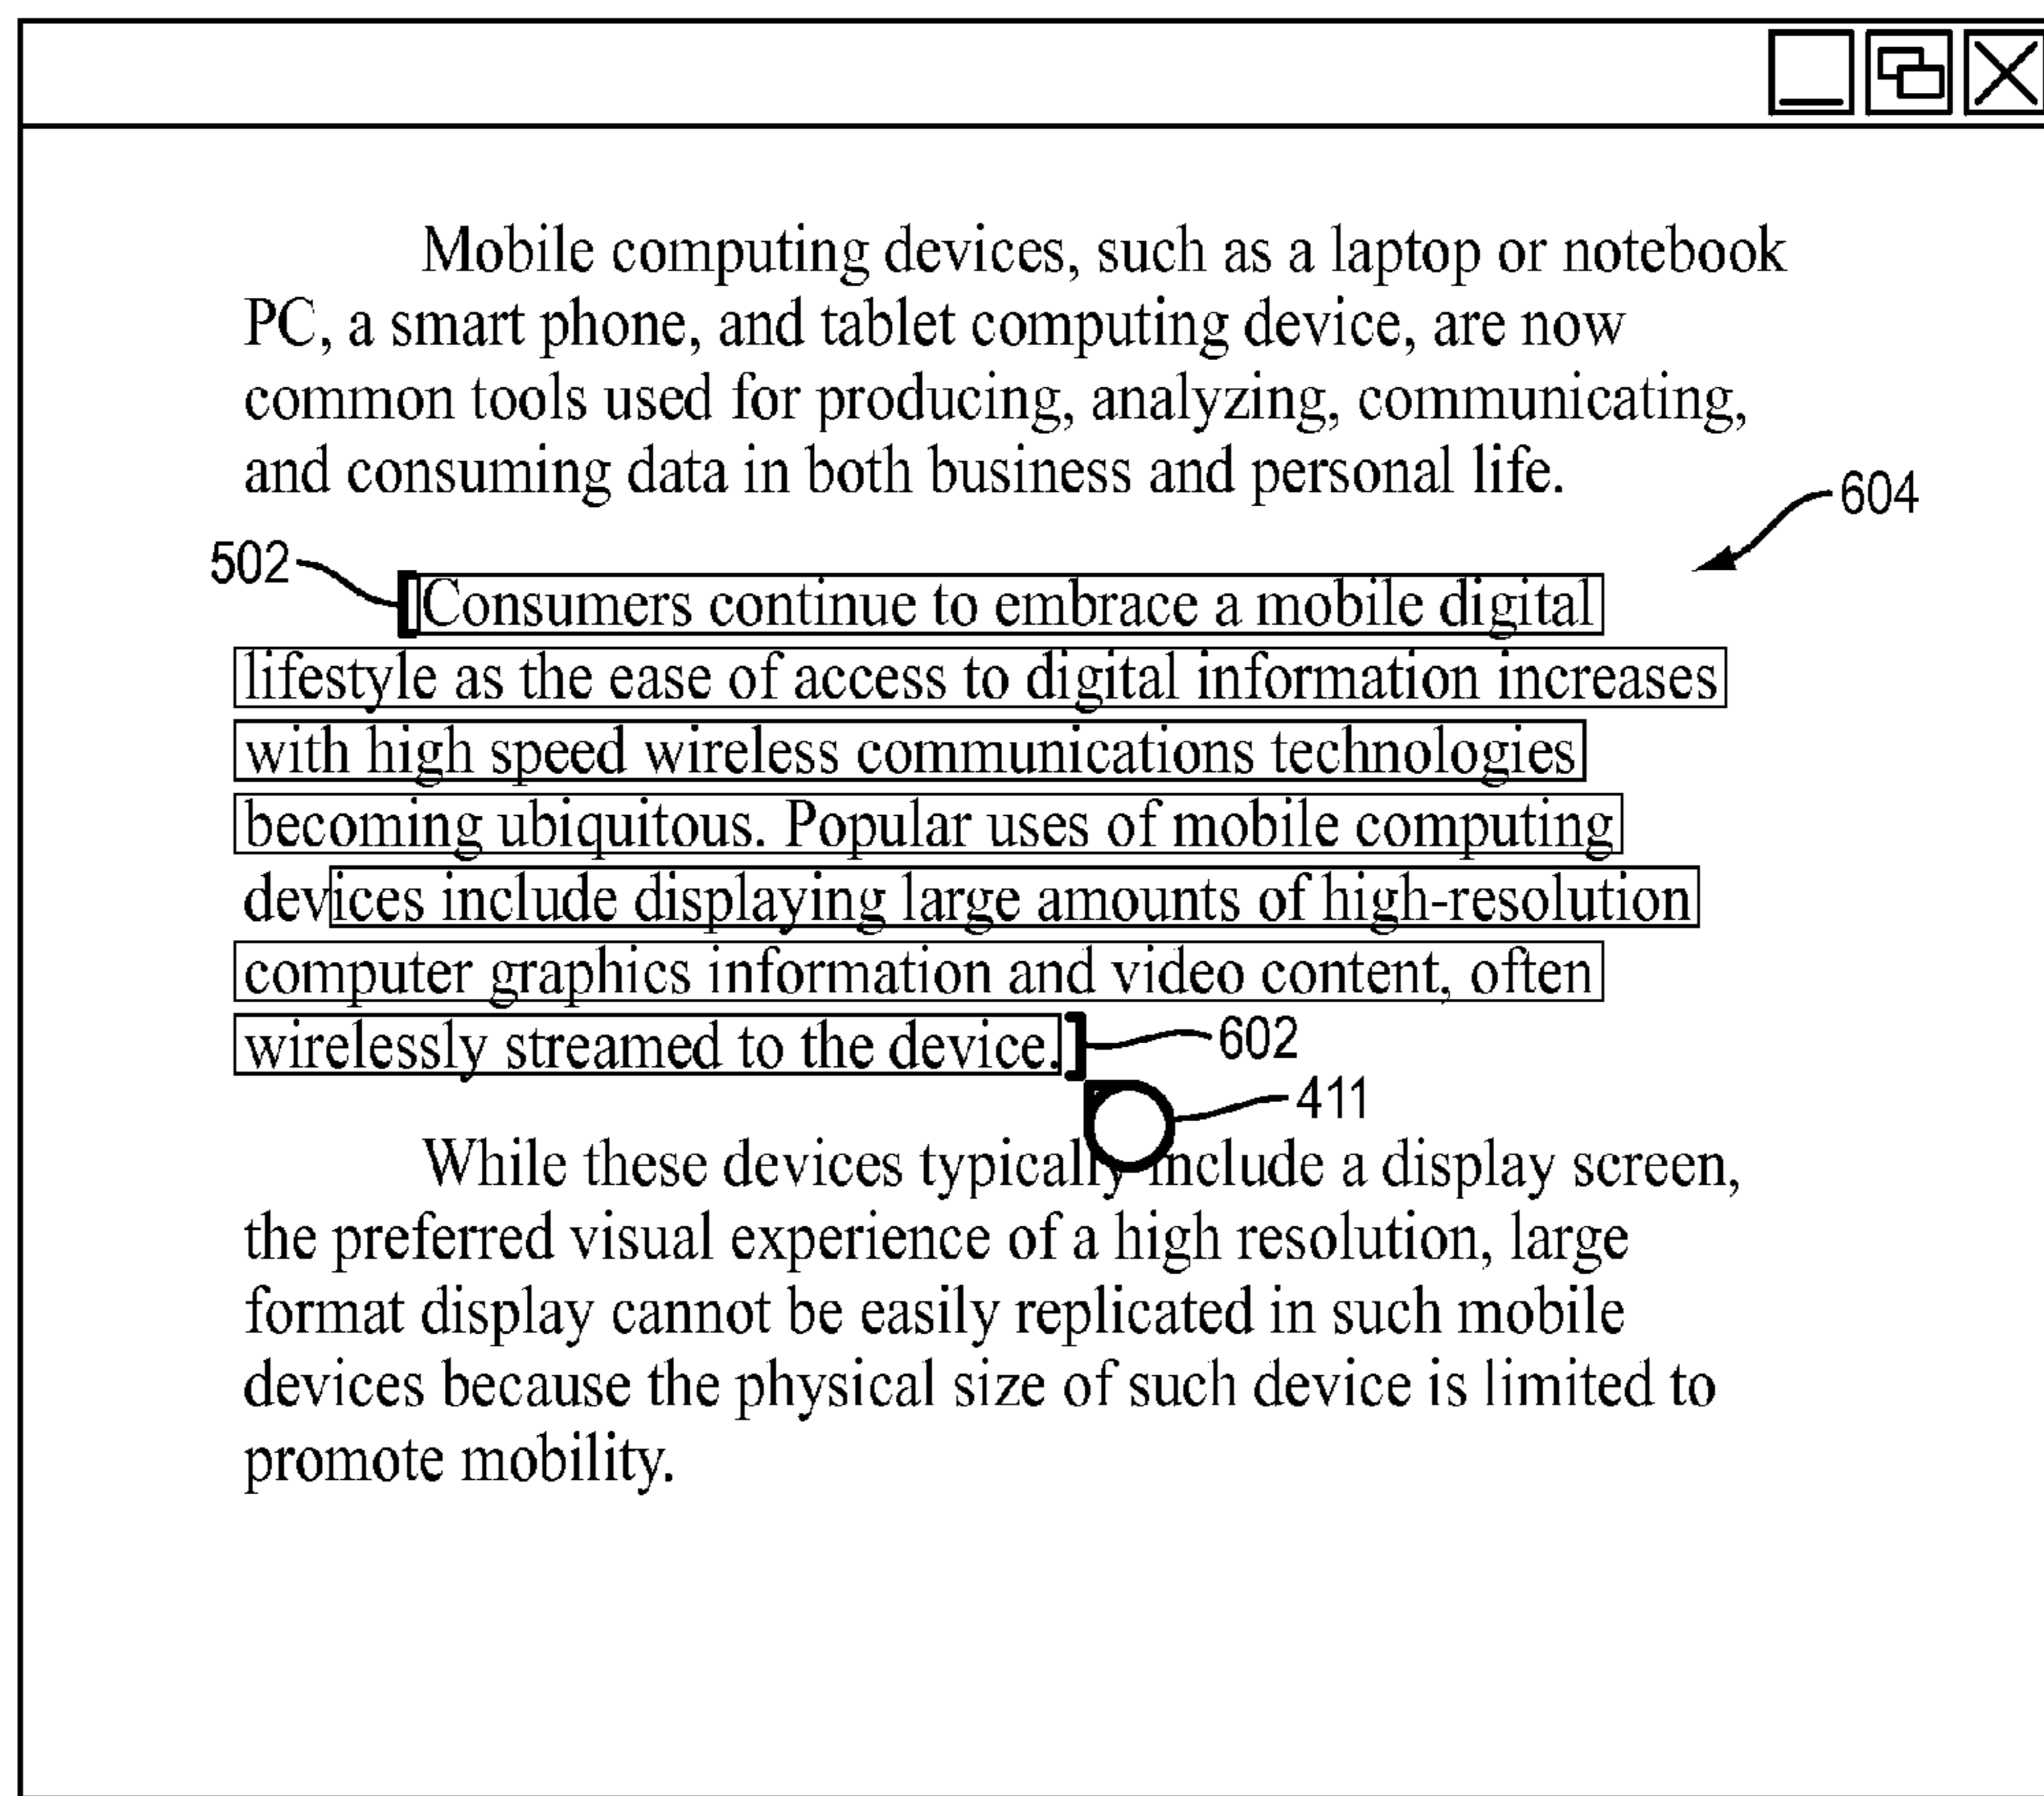 Mobile computing devices, such as a laptop or notebook
PC, a smart phone, and tablet computing device, are now
common tools used for producing, analyzing, communicating,
and consuming data in both business and personal life.
604
502
Consumers continue to embrace a mobile digital
lifestyle as the ease of access to digital information increases
with high speed wireless communications technologies
becoming ubiquitous. Popular uses of mobile computing
devices include displaying large amounts of high-resolution
computer graphics information and video content, often
wirelessly streamed to the device.
602
411
While these devices typically include a display screen,
the preferred visual experience of a high resolution, large
format display cannot be easily replicated in such mobile
devices because the physical size of such device is limited to
promote mobility.